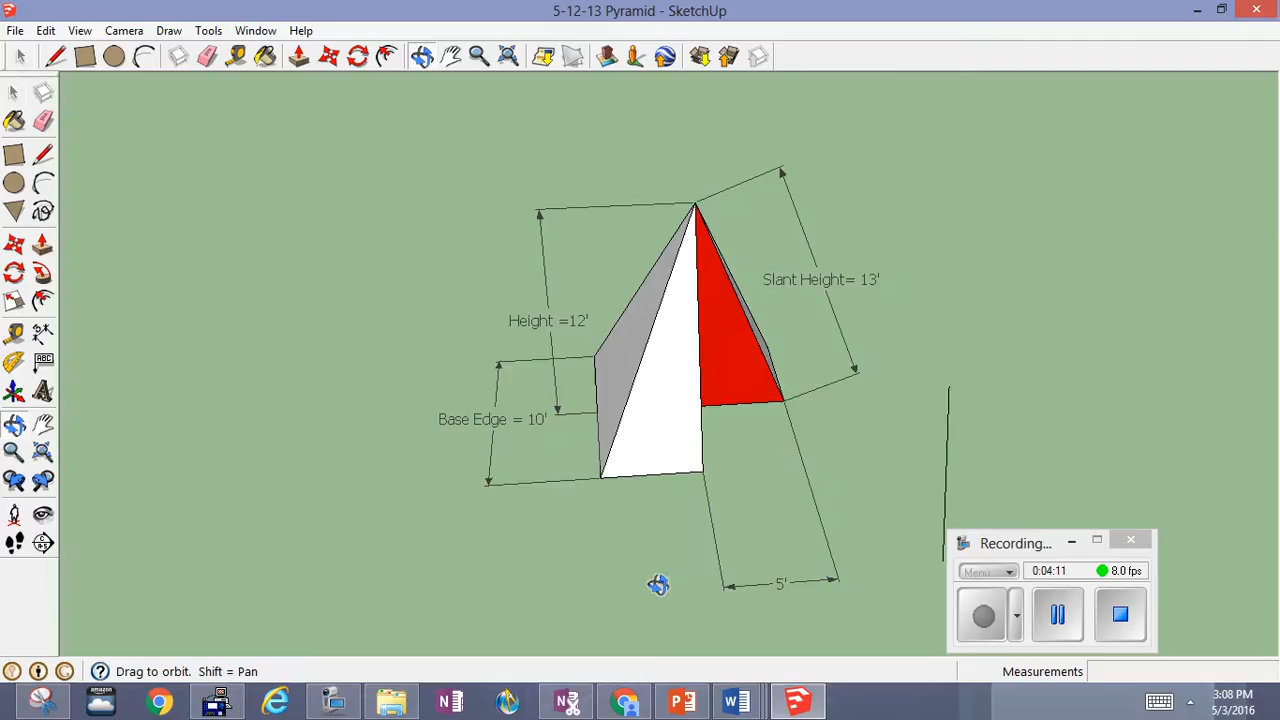 5-12-13 Pyramid - SketchUp
File Edit View Camera Draw Tools Window Help
ABC
Slant Height= 13'
Height =12'
Base Edge = 10'
5'
Recording...
Menu 0:04:11 8.0 fps
? Drag to orbit. Shift = Pan
Measurements
amazon
3:08 PM
5/3/2016